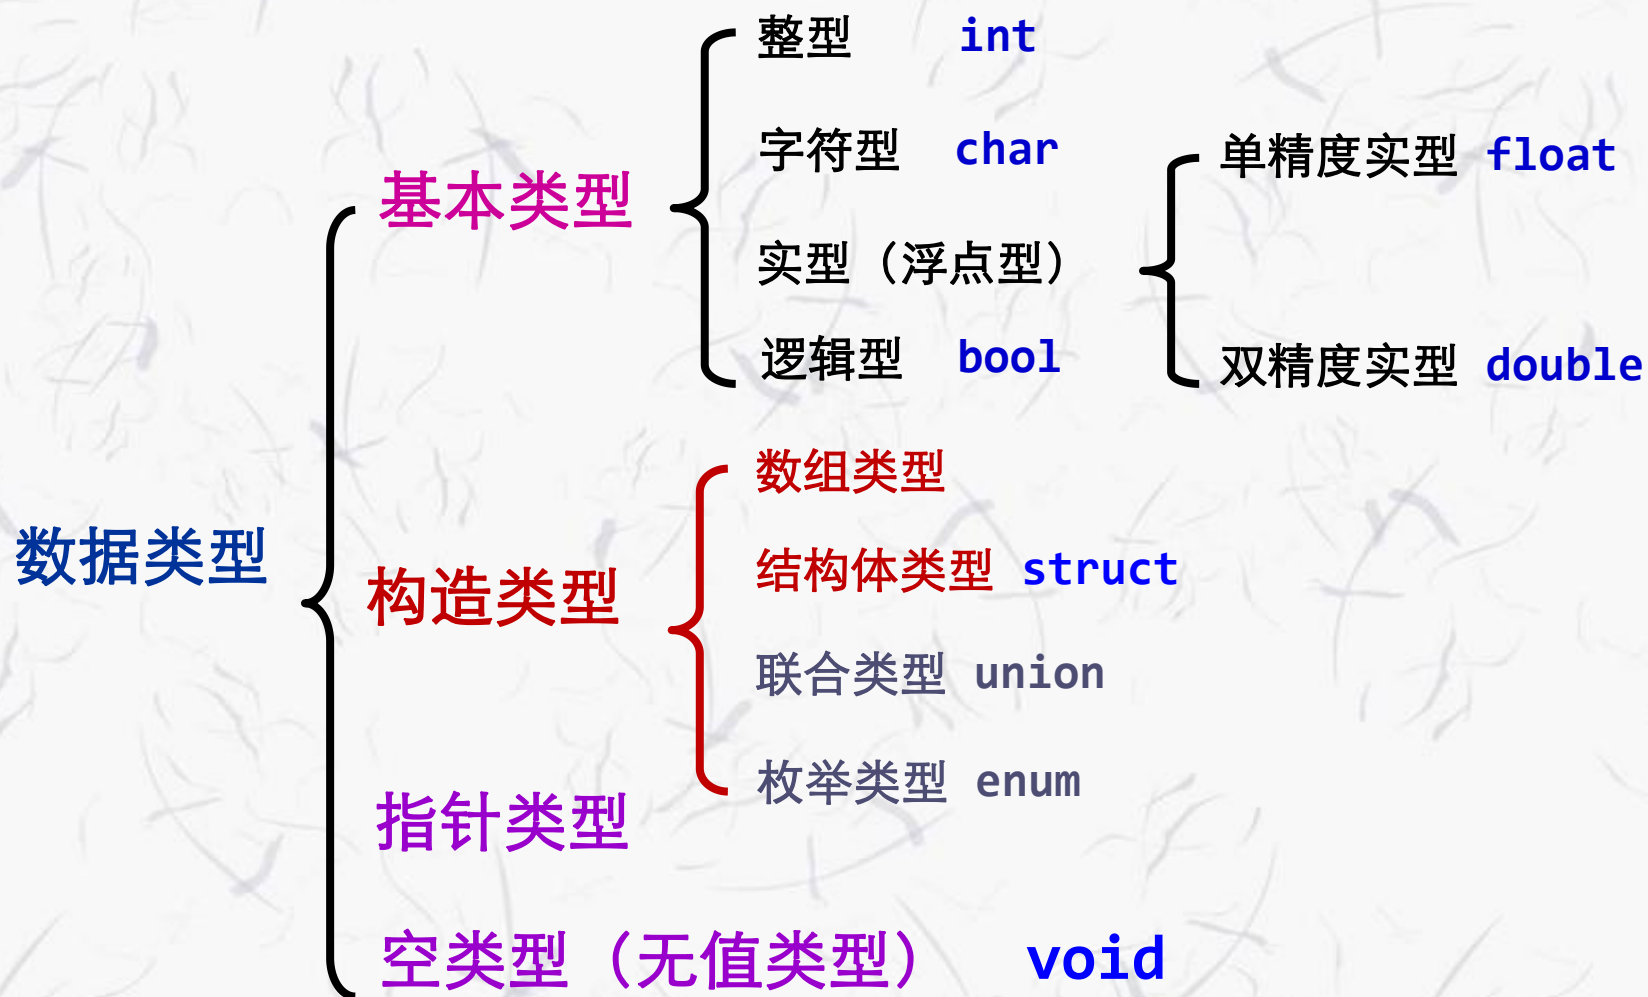 整型 int
字符型 char
单精度实型 float
基本类型
实型（浮点型）
逻辑型 bool
双精度实型 double
数组类型
数据类型
结构体类型 struct
构造类型
联合类型 union
枚举类型 enum
指针类型
空类型（无值类型） void